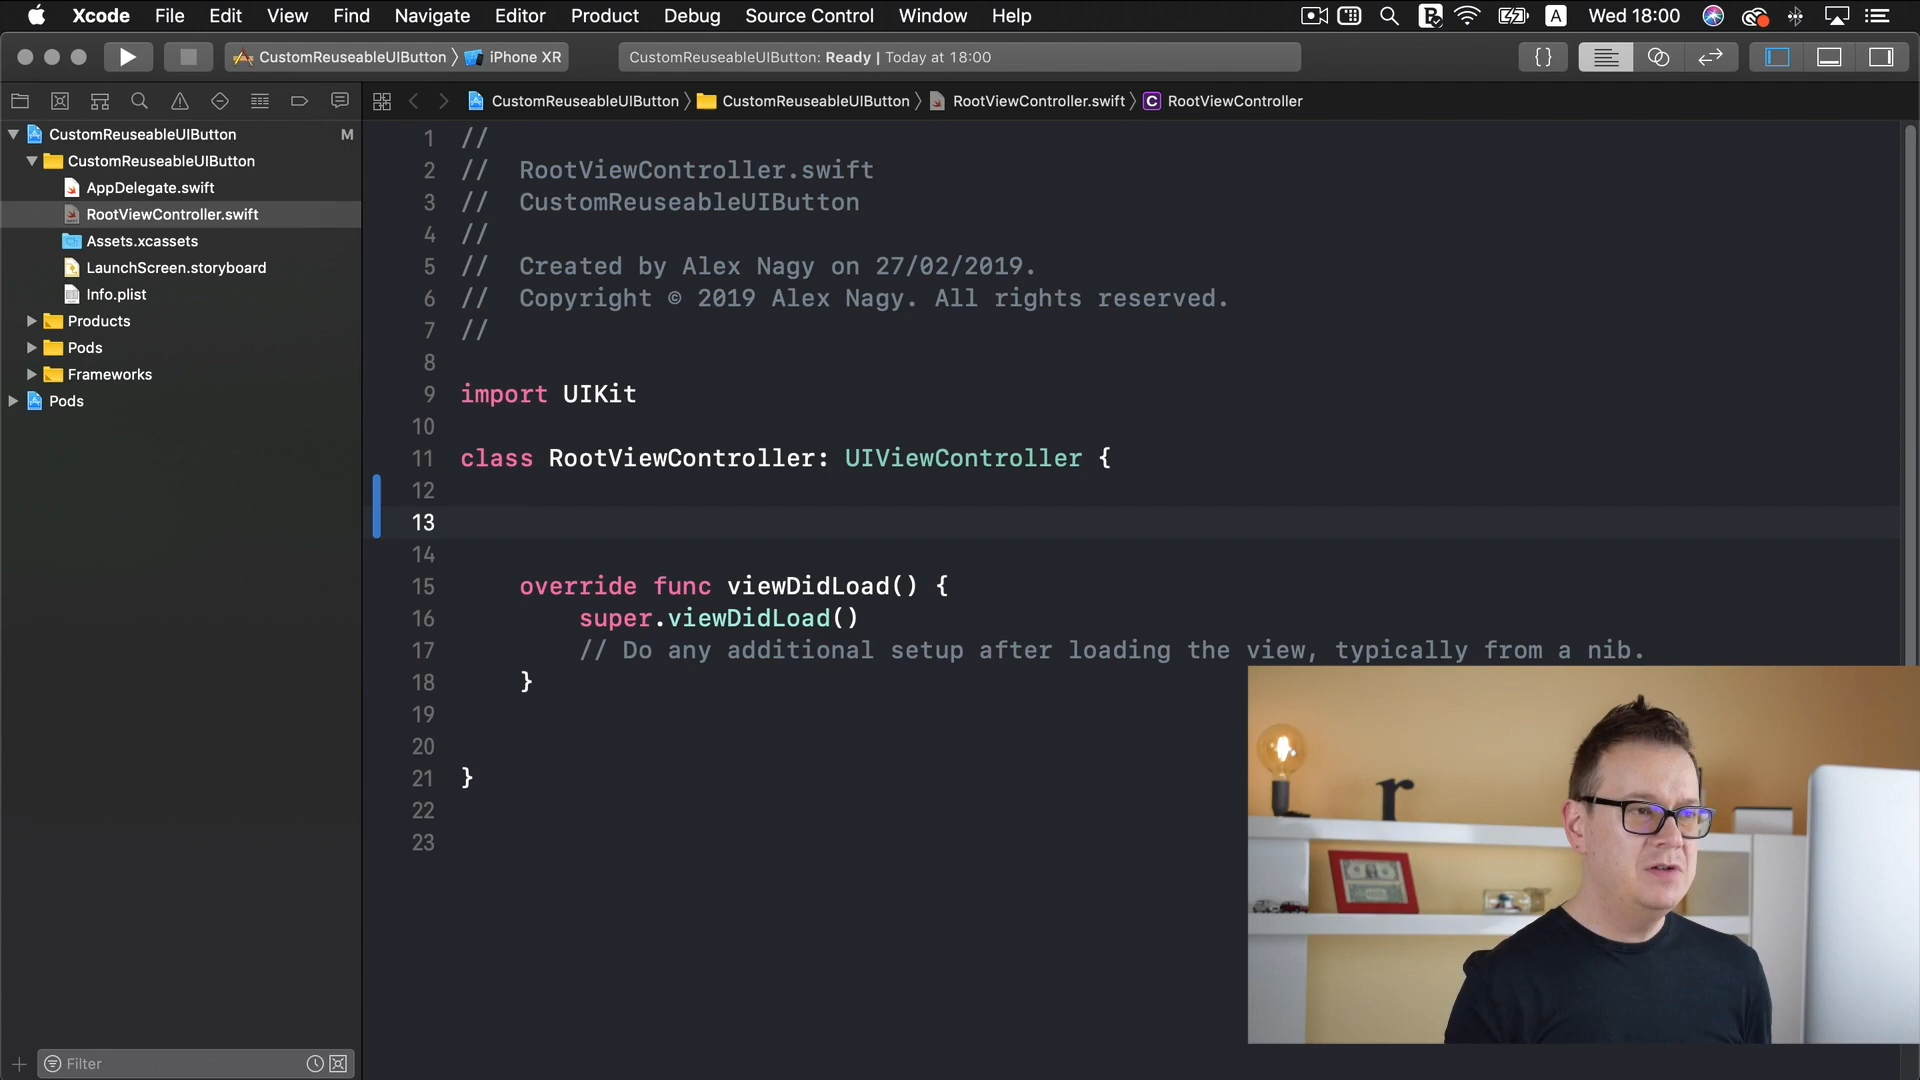 Xcode File Edit View Find Navigate Editor Product Debug Source Control Window Help A Wed 18:00
CustomReuseableUIButton 〉 iPhone XR CustomReuseableUIButton: Ready | Today at 18:00 {}
CustomReuseableUIButton 〉 CustomReuseableUIButton 〉 RootViewController.swift 〉 C RootViewController
CustomReuseableUIButton M
CustomReuseableUIButton
AppDelegate.swift
RootViewController.swift
Assets.xcassets
LaunchScreen.storyboard
Info.plist
Products
Pods
Frameworks
Pods
Filter
1 //
2 // RootViewController.swift
3 // CustomReuseableUIButton
4 //
5 // Created by Alex Nagy on 27/02/2019.
6 // Copyright © 2019 Alex Nagy. All rights reserved.
7 //
8
9 import UIKit
10
11 class RootViewController: UIViewController {
12
13
14
15 override func viewDidLoad() {
16 super.viewDidLoad()
17 // Do any additional setup after loading the view, typically from a nib.
18 }
19
20
21 }
22
23
r